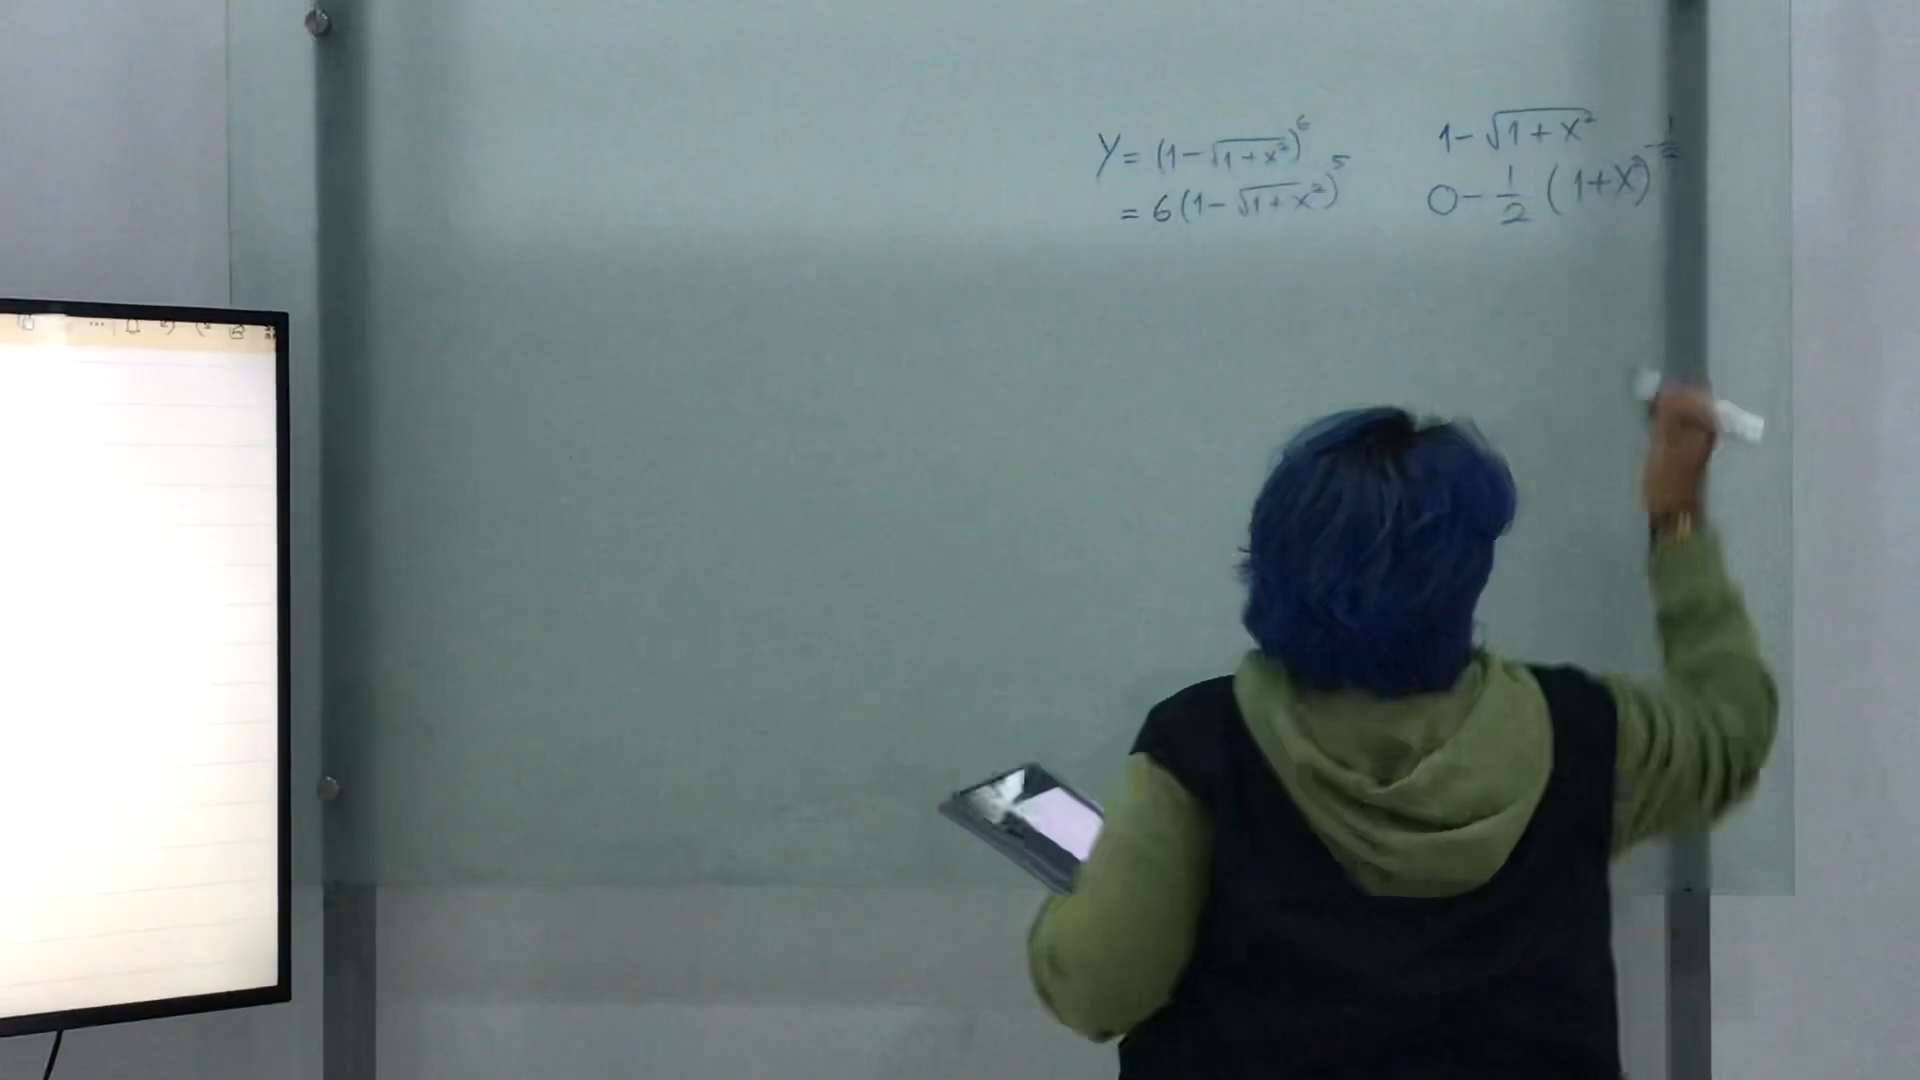 Y = (1-√1+x²)⁶
= 6(1-√1+x²)⁵
1-√1+x²
0-1/2 (1+x²)^-1/2